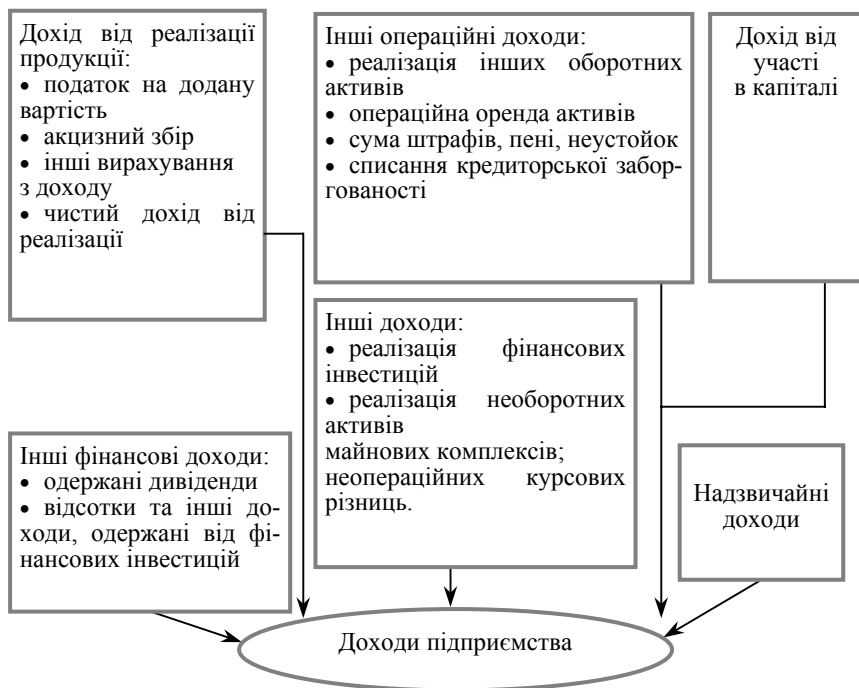 Дохід від реалізації
продукції:
• податок на додану
вартість
• акцизний збір
• інші вирахування
з доходу
• чистий дохід від
реалізації
Інші операційні доходи:
• реалізація інших оборотних
активів
• операційна оренда активів
• сума штрафів, пені, неустойок
• списання кредиторської забор-
гованості
Дохід від
участі
в капіталі
Інші доходи:
• реалізація фінансових
інвестицій
• реалізація необоротних
активів
майнових комплексів;
неопераційних курсових
різниць.
Інші фінансові доходи:
• одержані дивіденди
• відсотки та інші до-
ходи, одержані від фі-
нансових інвестицій
Надзвичайні
доходи
Доходи підприємства